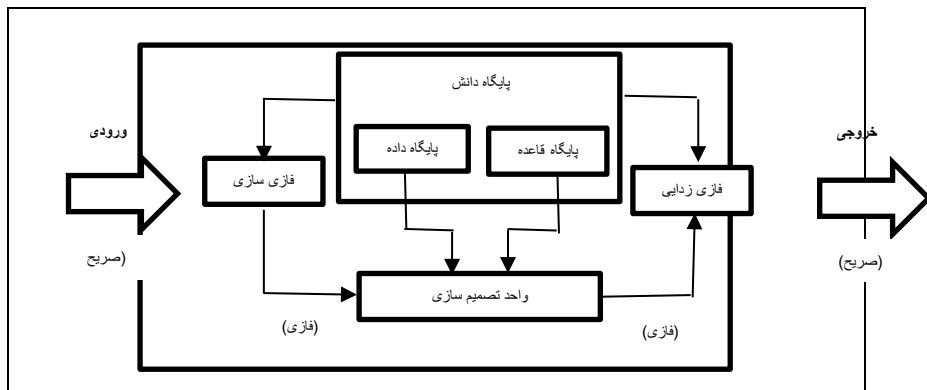 پایگاه دانش
خروجی
ورودی
پایگاه قاعده
پایگاه داده
فازی زدایی
فازی سازی
(صریح)
(صریح
واحد تصمیم سازی
(فازی)
(فازی)